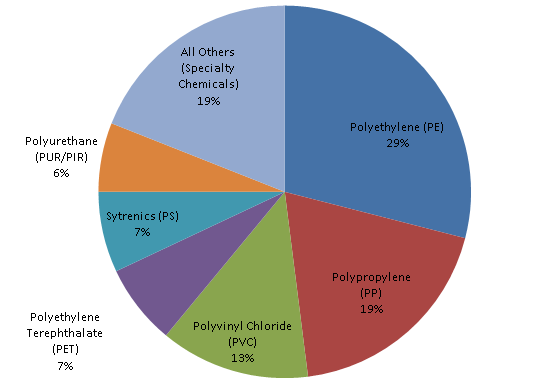 All Others
(Specialty
Chemicals)
19%
Polyethylene (PE)
29%
Polyurethane
(PUR/PIR)
6%
Sytrenics (PS)
7%
Polypropylene
(PP)
19%
Polyethylene
Terephthalate
(PET)
7%
Polyvinyl Chloride
(PVC)
13%